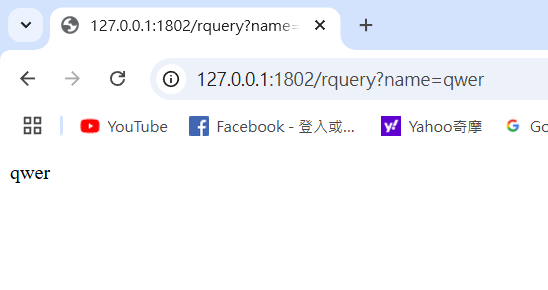 127.0.0.1:1802/rquery?name=
127.0.0.1:1802/rquery?name=qwer
YouTube Facebook - 登入或... Yahoo奇摩 Go
qwer